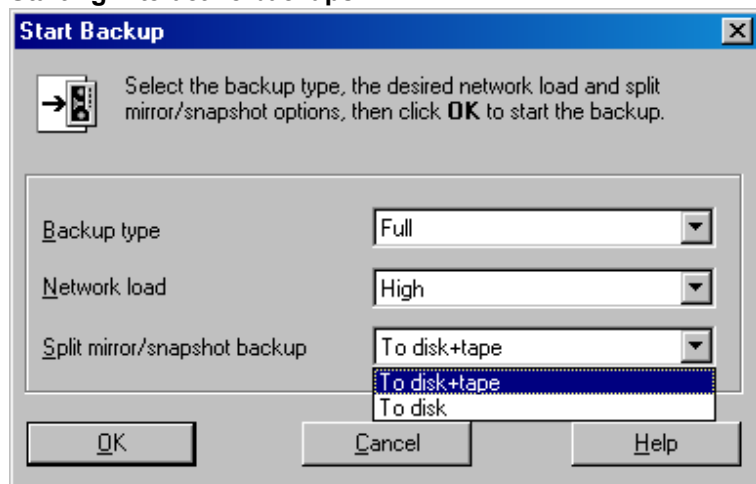 Start Backup
Select the backup type, the desired network load and split
mirror/snapshot options, then click OK to start the backup.
Backup type
Full
Network load
High
Split mirror/snapshot backup
To disk+tape
To disk+tape
To disk
OK
Cancel
Help